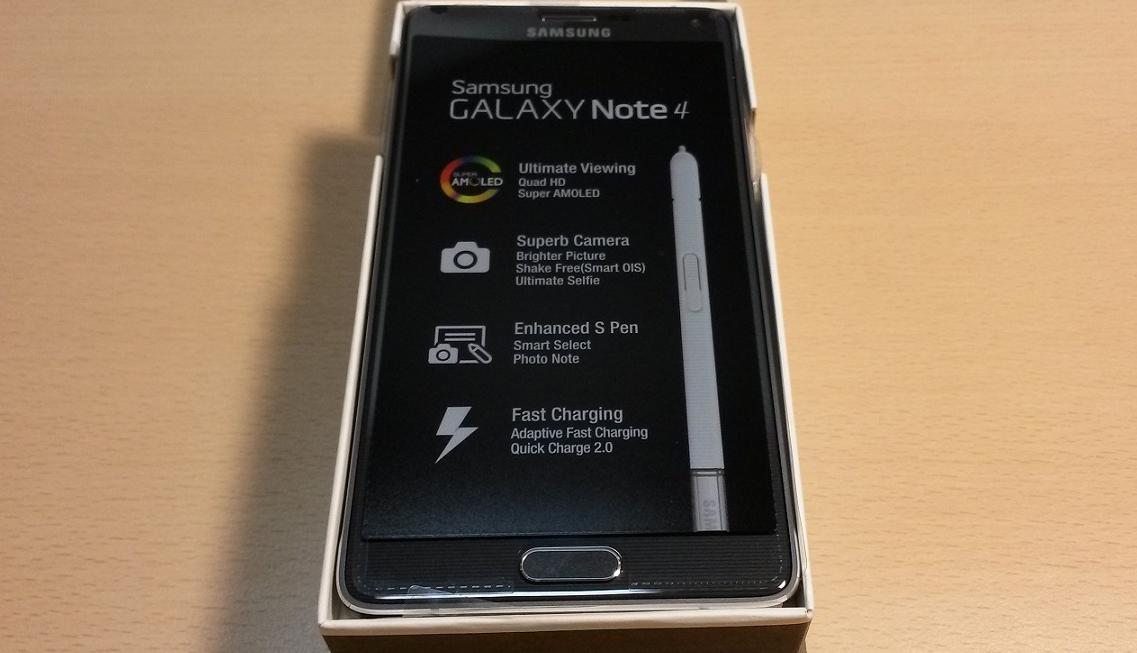 SAMSUNG
Samsung
GALAXY Note 4
SUPER
AMOLED
Ultimate Viewing
Quad HD
Super AMOLED
Superb Camera
Brighter Picture
Shake Free(Smart OIS)
Ultimate Selfie
Enhanced S Pen
Smart Select
Photo Note
Fast Charging
Adaptive Fast Charging
Quick Charge 2.0